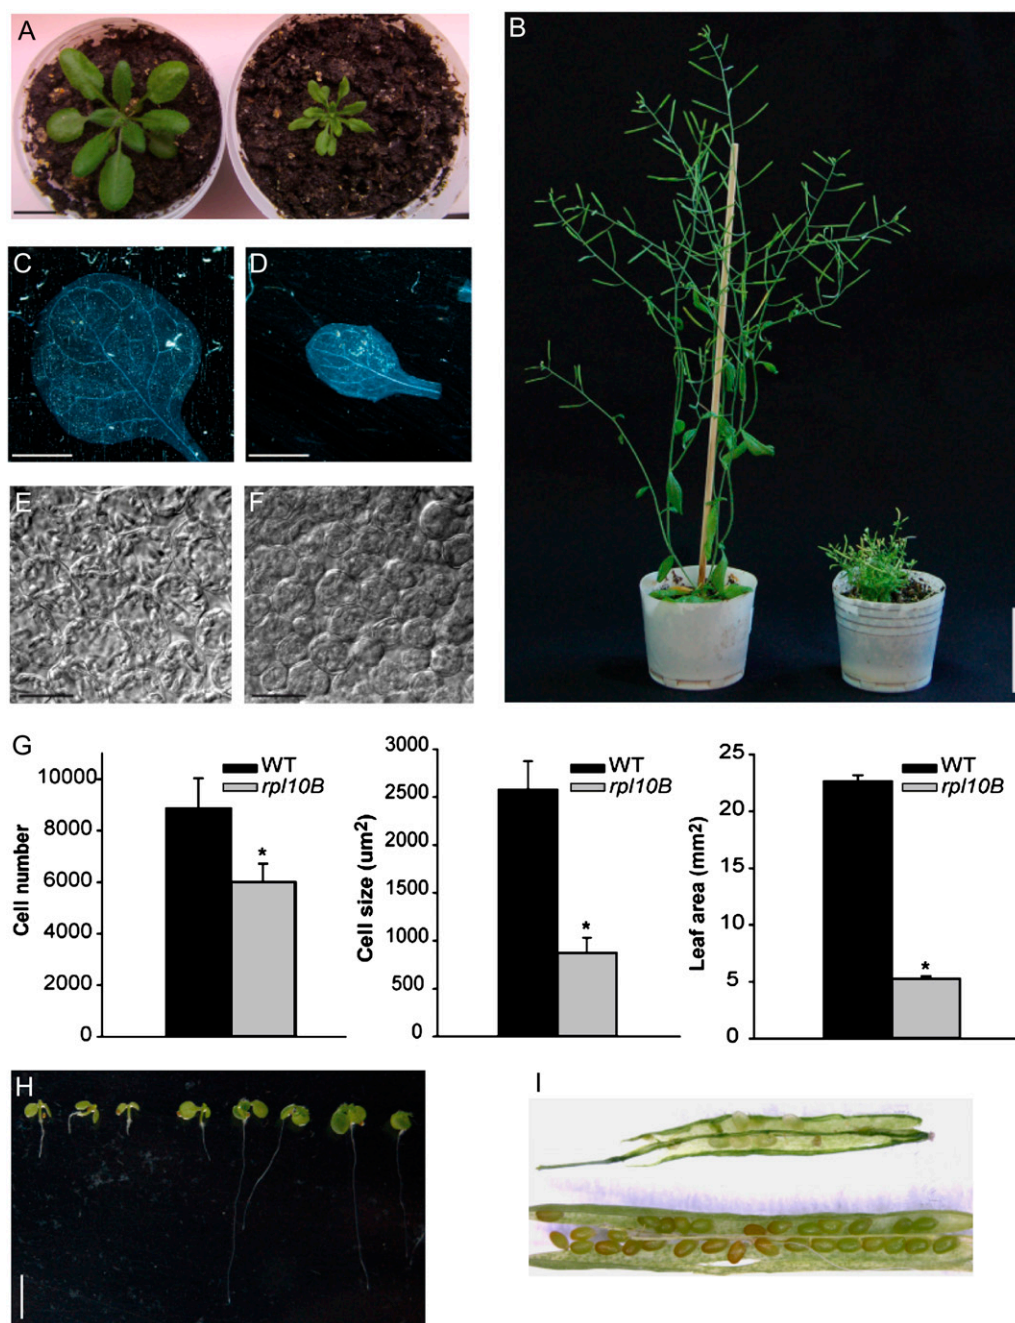 A
B
C
D
E
F
G
WT
rpl10B
Cell number
10000
8000
6000
4000
2000
0
*
WT
rpl10B
Cell size (um²)
3000
2500
2000
1500
1000
500
0
*
WT
rpl10B
Leaf area (mm²)
25
20
15
10
5
0
*
H
I